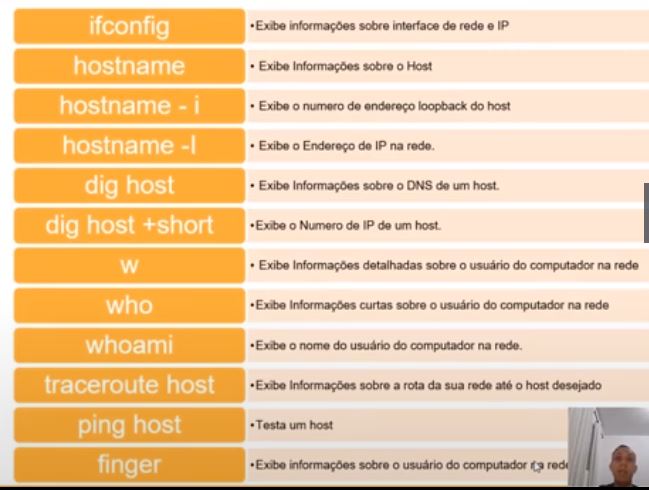 ifconfig •Exibe informações sobre interface de rede e IP
hostname • Exibe Informações sobre o Host
hostname - i • Exibe o numero de endereço loopback do host
hostname -I • Exibe o Endereço de IP na rede.
dig host • Exibe Informações sobre o DNS de um host.
dig host +short •Exibe o Numero de IP de um host.
w • Exibe Informações detalhadas sobre o usuário do computador na rede
who •Exibe Informações curtas sobre o usuário do computador na rede
whoami •Exibe o nome do usuário do computador na rede.
traceroute host •Exibe Informações sobre a rota da sua rede até o host desejado
ping host •Testa um host
finger •Exibe informações sobre o usuário do computador na rede